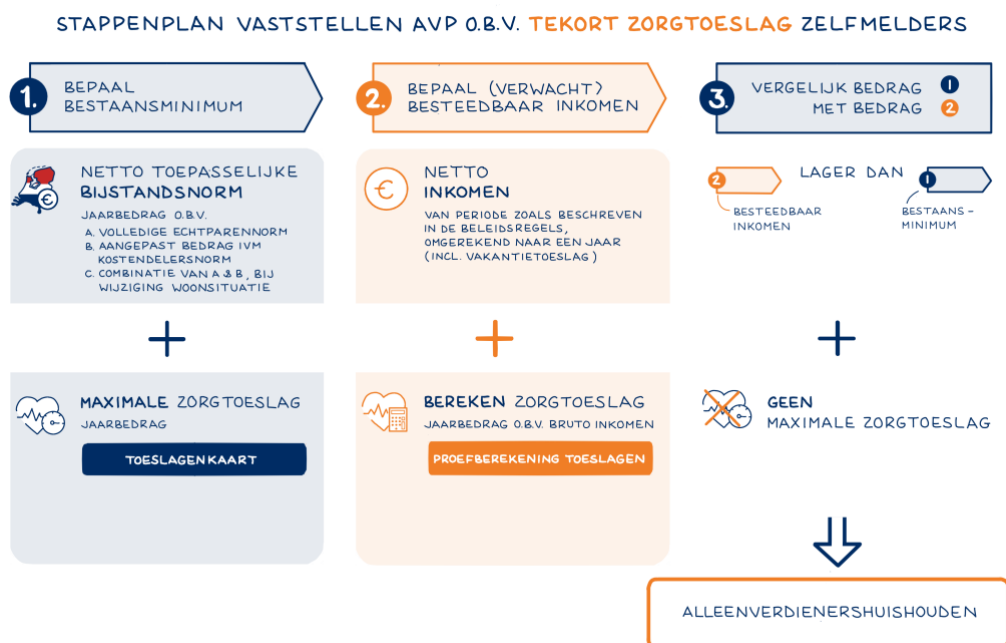 STAPPENPLAN VASTSTELLEN AVP O.B.V. TEKORT ZORGTOESLAG ZELFMELDERS
1. BEPAAL
BESTAANSMINIMUM
NETTO TOEPASSELIJKE
BIJSTANDSNORM
JAARBEDRAG O.B.V.
A. VOLLEDIGE ECHTPARENNORM
B. AANGEPAST BEDRAG IVM
KOSTENDELERSNORM
C. COMBINATIE VAN A & B, BIJ
WIJZIGING WOONSITUATIE
+
MAXIMALE ZORGTOESLAG
JAARBEDRAG
TOESLAGENKAART
2. BEPAAL (VERWACHT)
BESTEEDBAAR INKOMEN
€
NETTO
INKOMEN
VAN PERIODE ZOALS BESCHREVEN
IN DE BELEIDSREGELS,
OMGEREKEND NAAR EEN JAAR
(INCL. VAKANTIETOESLAG)
+
BEREKEN ZORGTOESLAG
JAARBEDRAG O.B.V. BRUTO INKOMEN
PROEFBEREKENING TOESLAGEN
3. VERGELIJK BEDRAG 1
MET BEDRAG 2
2 LAGER DAN 1
BESTEEDBAAR
INKOMEN
BESTAANS-
MINIMUM
+
GEEN
MAXIMALE ZORGTOESLAG
ALLEENVERDIENERSHUISHOUDEN